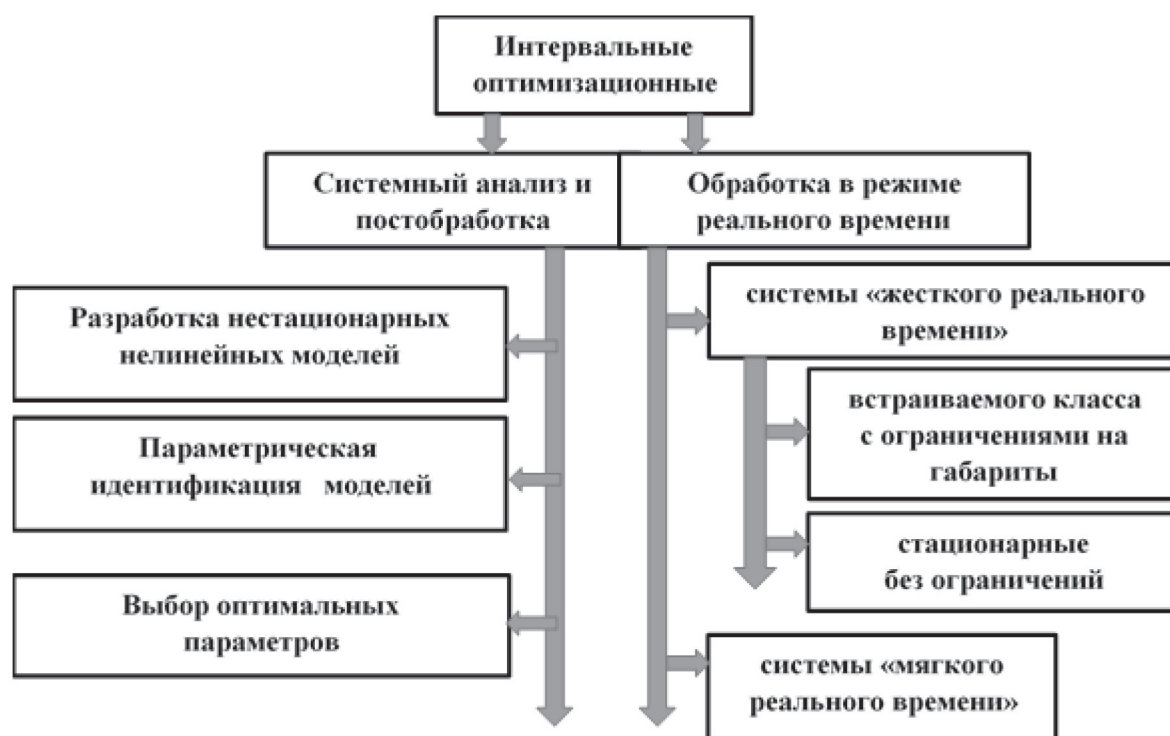 Интервальные
оптимизационные
Системный анализ и
постобработка
Обработка в режиме
реального времени
Разработка нестационарных
нелинейных моделей
Параметрическая
идентификация моделей
Выбор оптимальных
параметров
системы «жесткого реального
времени»
встраиваемого класса
с ограничениями на
габариты
стационарные
без ограничений
системы «мягкого
реального времени»